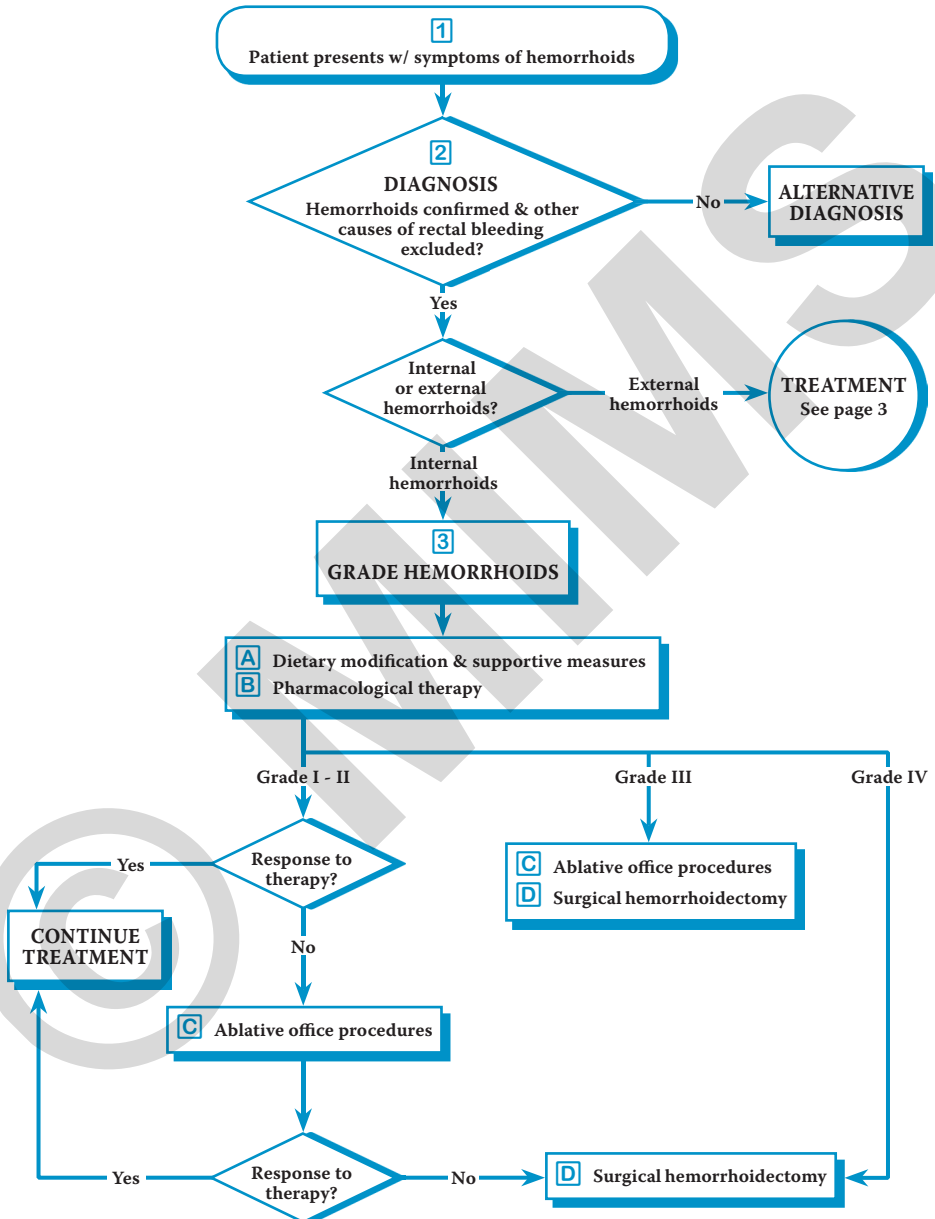 1
Patient presents w/ symptoms of hemorrhoids
2
DIAGNOSIS
Hemorrhoids confirmed & other
causes of rectal bleeding
excluded?
No
ALTERNATIVE
DIAGNOSIS
Yes
Internal
or external
hemorrhoids?
External
hemorrhoids
TREATMENT
See page 3
Internal
hemorrhoids
3
GRADE HEMORRHOIDS
A Dietary modification & supportive measures
B Pharmacological therapy
Grade I - II
Grade III
Grade IV
Response to
therapy?
Yes
CONTINUE
TREATMENT
No
C Ablative office procedures
D Surgical hemorrhoidectomy
C Ablative office procedures
Response to
therapy?
Yes
No
D Surgical hemorrhoidectomy
© MIMS